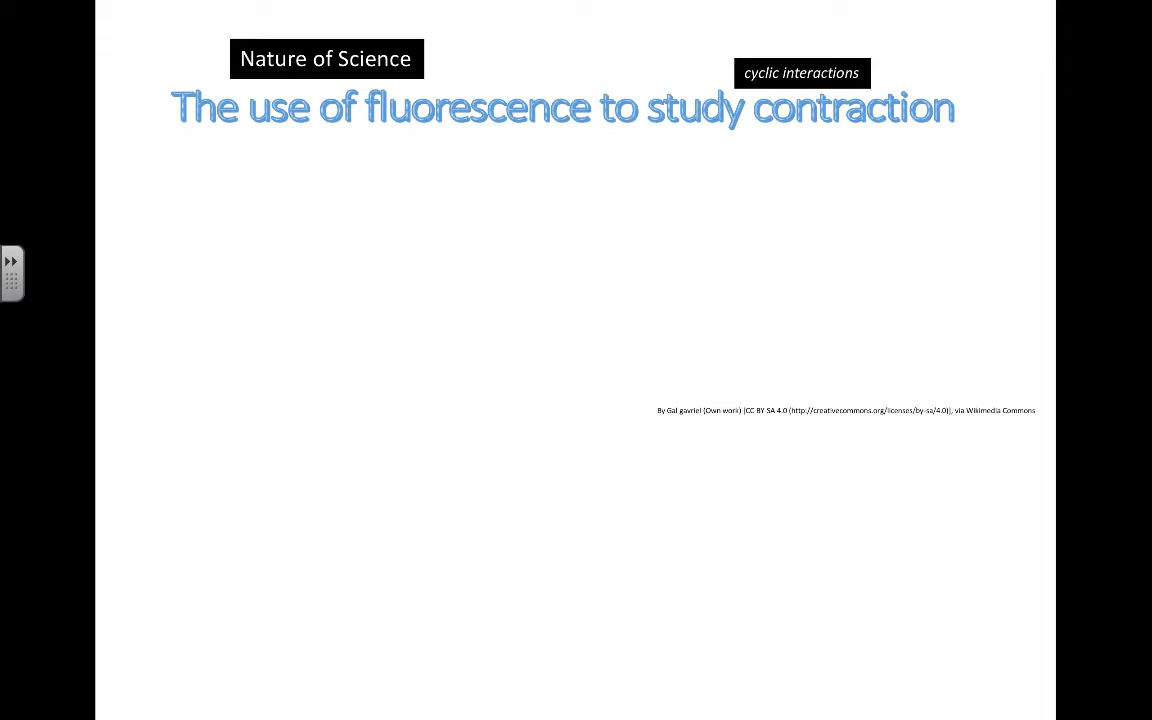 Nature of Science
cyclic interactions
The use of fluorescence to study contraction
By Gal gavriel (Own work) [CC BY-SA 4.0 (http://creativecommons.org/licenses/by-sa/4.0)], via Wikimedia Commons